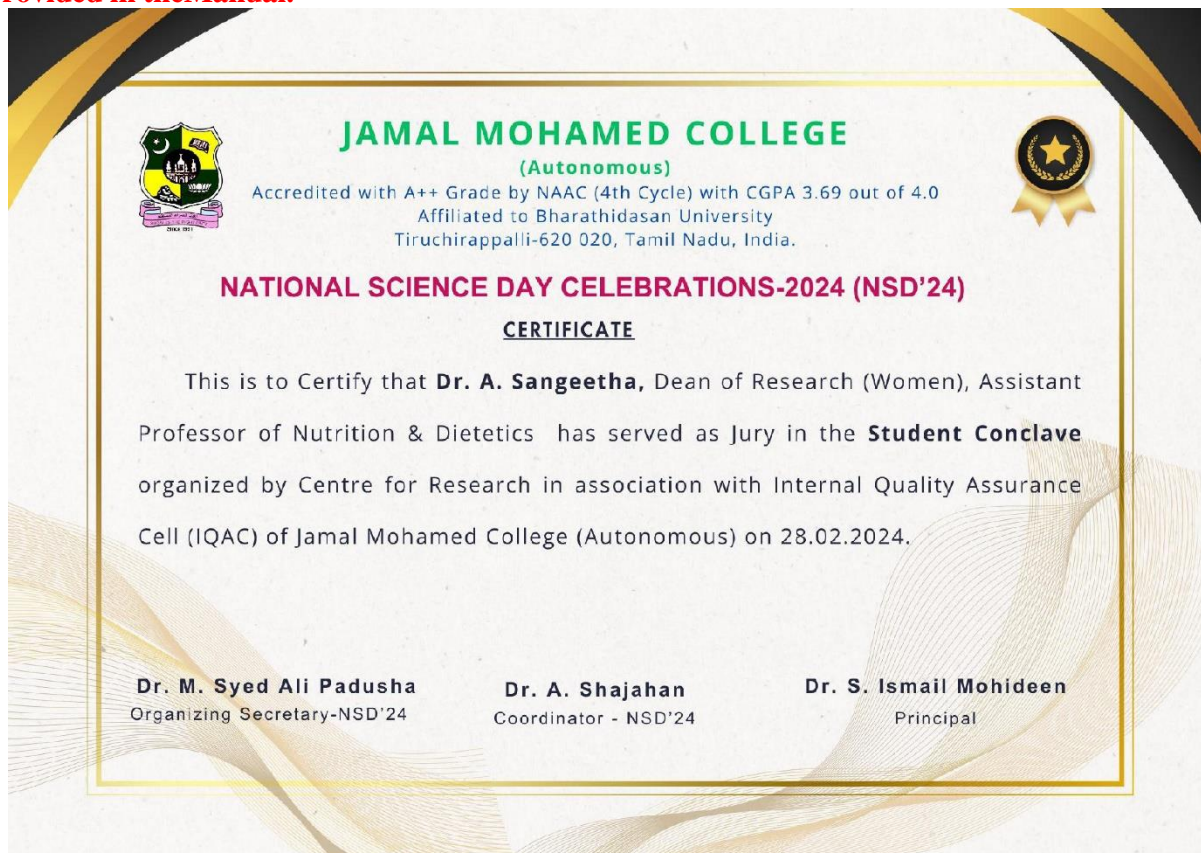 rovided in theManual.
JAMAL MOHAMED COLLEGE
(Autonomous)
Accredited with A++ Grade by NAAC (4th Cycle) with CGPA 3.69 out of 4.0
Affiliated to Bharathidasan University
Tiruchirappalli-620 020, Tamil Nadu, India.
NATIONAL SCIENCE DAY CELEBRATIONS-2024 (NSD’24)
CERTIFICATE
This is to Certify that Dr. A. Sangeetha, Dean of Research (Women), Assistant
Professor of Nutrition & Dietetics has served as Jury in the Student Conclave
organized by Centre for Research in association with Internal Quality Assurance
Cell (IQAC) of Jamal Mohamed College (Autonomous) on 28.02.2024.
Dr. M. Syed Ali Padusha
Organizing Secretary-NSD’24
Dr. A. Shajahan
Coordinator - NSD’24
Dr. S. Ismail Mohideen
Principal